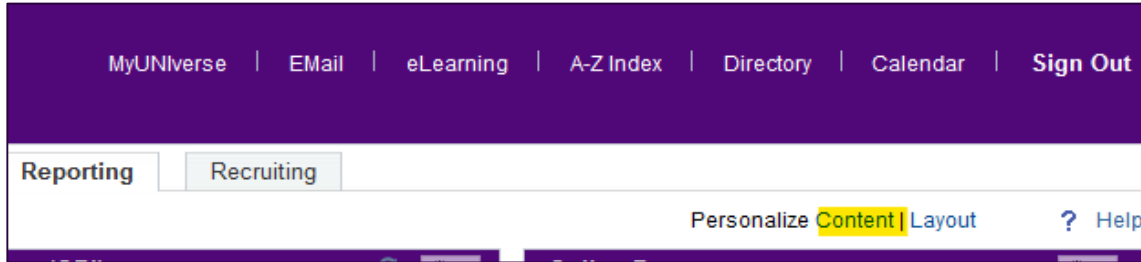 MyUNIverse | EMail | eLearning | A-Z Index | Directory | Calendar | Sign Out
Reporting Recruiting
Personalize Content | Layout ? Help